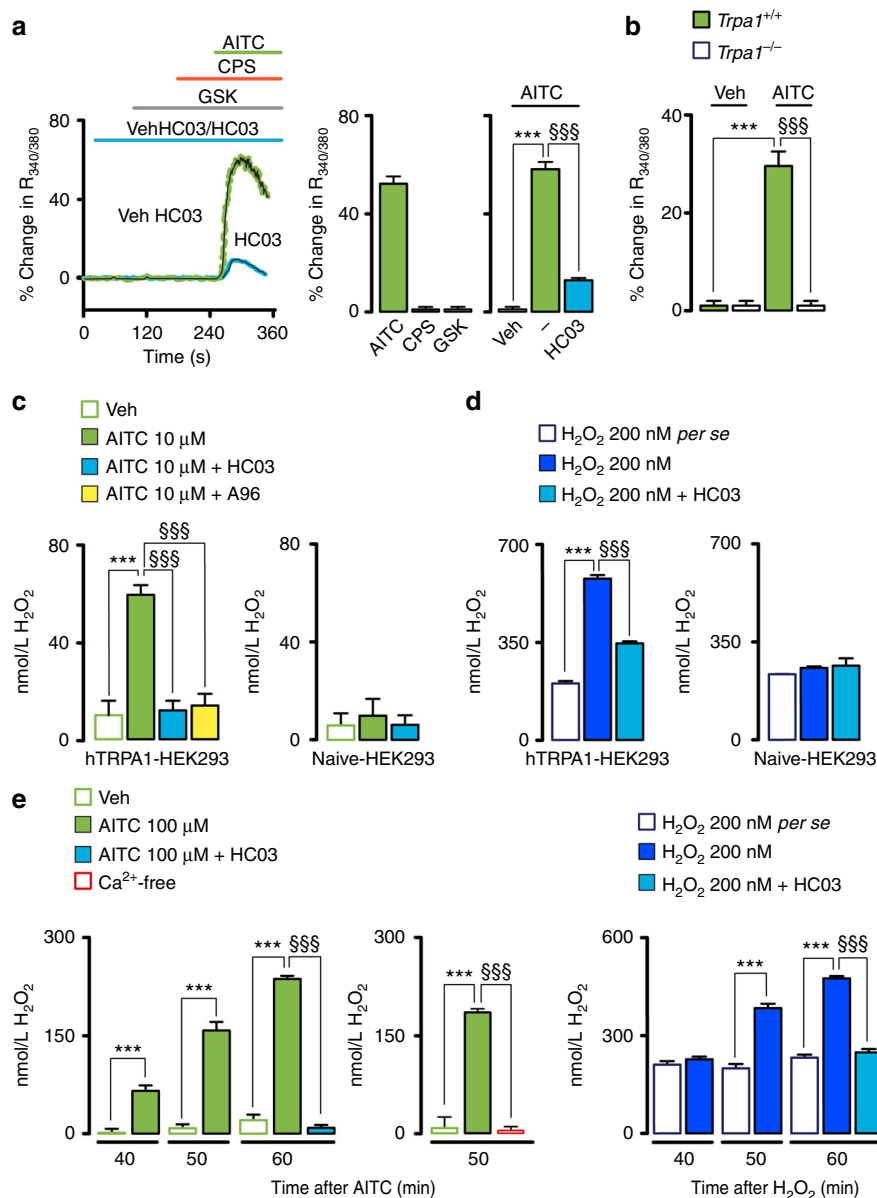 a
AITC
CPS
GSK
VehHC03/HC03
% Change in R340/380
80
40
0
Veh HC03
HC03
0 120 240 360
Time (s)
% Change in R340/380
80
40
0
AITC
CPS
GSK
AITC
*** §§§
Veh
–
HC03
b
Trpa1+/+
Trpa1–/–
Veh AITC
*** §§§
% Change in R340/380
40
20
0
c
Veh
AITC 10 μM
AITC 10 μM + HC03
AITC 10 μM + A96
nmol/L H2O2
80
40
0
§§§
*** §§§
hTRPA1-HEK293
nmol/L H2O2
80
40
0
Naive-HEK293
d
H2O2 200 nM per se
H2O2 200 nM
H2O2 200 nM + HC03
nmol/L H2O2
700
350
0
*** §§§
hTRPA1-HEK293
nmol/L H2O2
700
350
0
Naive-HEK293
e
Veh
AITC 100 μM
AITC 100 μM + HC03
Ca2+-free
nmol/L H2O2
300
150
0
***
***
*** §§§
40 50 60
nmol/L H2O2
300
150
0
*** §§§
50
Time after AITC (min)
H2O2 200 nM per se
H2O2 200 nM
H2O2 200 nM + HC03
nmol/L H2O2
600
300
0
***
*** §§§
40 50 60
Time after H2O2 (min)